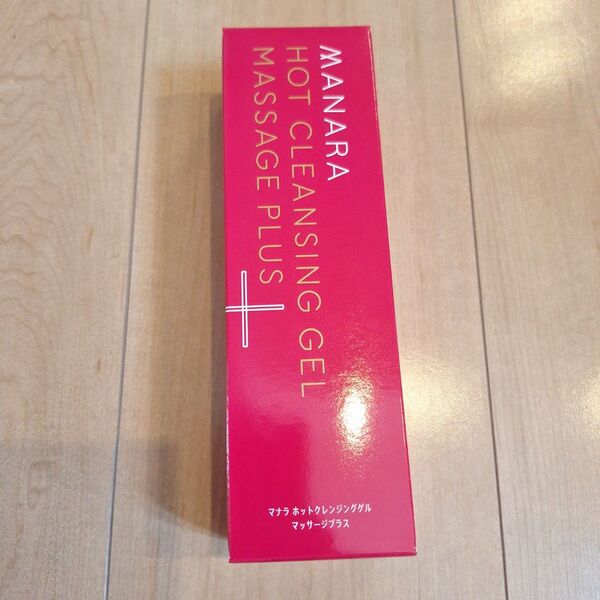 MANARA
HOT CLEANSING GEL
MASSAGE PLUS
マナラ ホットクレンジングゲル
マッサージプラス